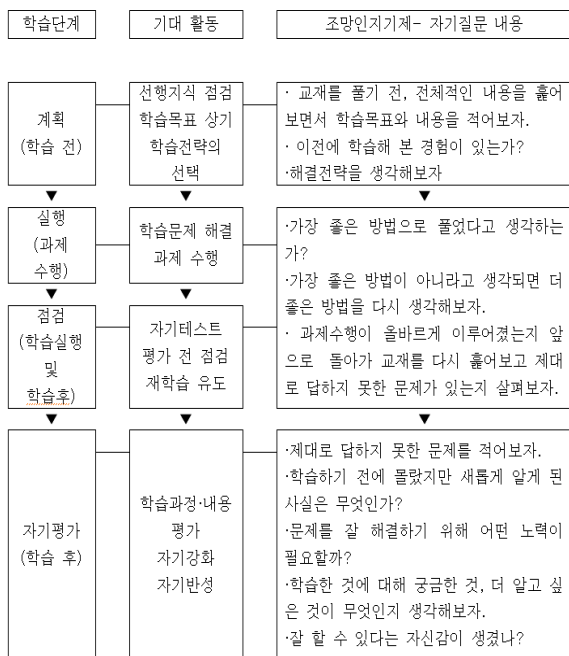 학습단계
기대 활동
조망인지기제- 자기질문 내용
계획
(학습 전)
선행지식 점검
학습목표 상기
학습전략의
선택
· 교재를 풀기 전, 전체적인 내용을 훑어
보면서 학습목표와 내용을 적어보자.
· 이전에 학습해 본 경험이 있는가?
·해결전략을 생각해보자
▼ ▼ ▼
실행
(과제
수행)
학습문제 해결
과제 수행
·가장 좋은 방법으로 풀었다고 생각하는
가?
·가장 좋은 방법이 아니라고 생각되면 더
좋은 방법을 다시 생각해보자.
· 과제수행이 올바르게 이루어졌는지 앞
으로 돌아가 교재를 다시 훑어보고 제대
로 답하지 못한 문제가 있는지 살펴보자.
▼ ▼
점검
(학습실행
및
학습후)
자기테스트
평가 전 점검
재학습 유도
▼ ▼ ▼
자기평가
(학습 후)
학습과정·내용
평가
자기강화
자기반성
·제대로 답하지 못한 문제를 적어보자.
·학습하기 전에 몰랐지만 새롭게 알게 된
사실은 무엇인가?
·문제를 잘 해결하기 위해 어떤 노력이
필요할까?
·학습한 것에 대해 궁금한 것, 더 알고 싶
은 것이 무엇인지 생각해보자.
·잘 할 수 있다는 자신감이 생겼나?